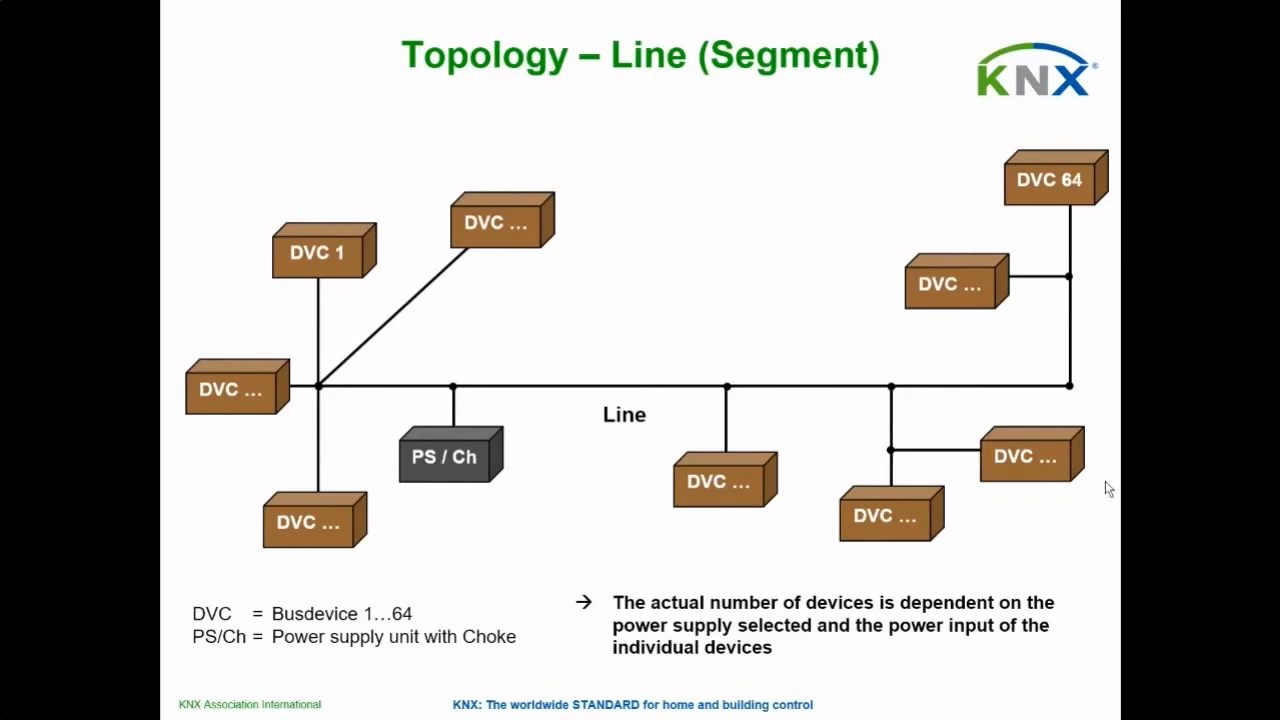 Topology – Line (Segment)
KNX®
DVC 64
DVC ...
DVC 1
DVC ...
DVC ...
Line
PS / Ch
DVC ...
DVC ...
DVC ...
DVC ...
DVC = Busdevice 1…64
PS/Ch = Power supply unit with Choke
→ The actual number of devices is dependent on the
power supply selected and the power input of the
individual devices
KNX Association International
KNX: The worldwide STANDARD for home and building control